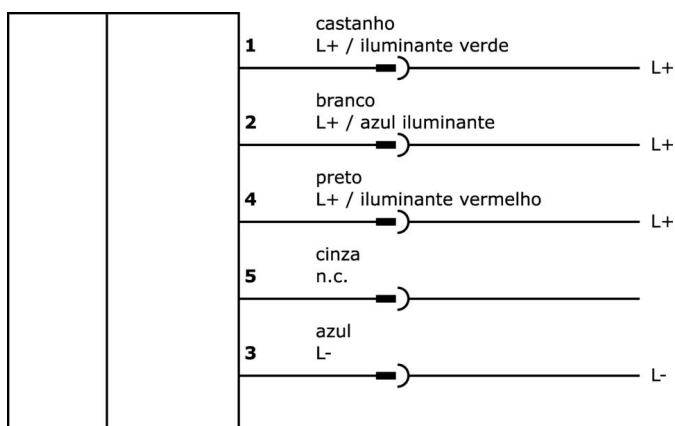 castanho
1 L+ / iluminante verde
L+
branco
2 L+ / azul iluminante
L+
preto
4 L+ / iluminante vermelho
L+
cinza
5 n.c.
azul
3 L-
L-